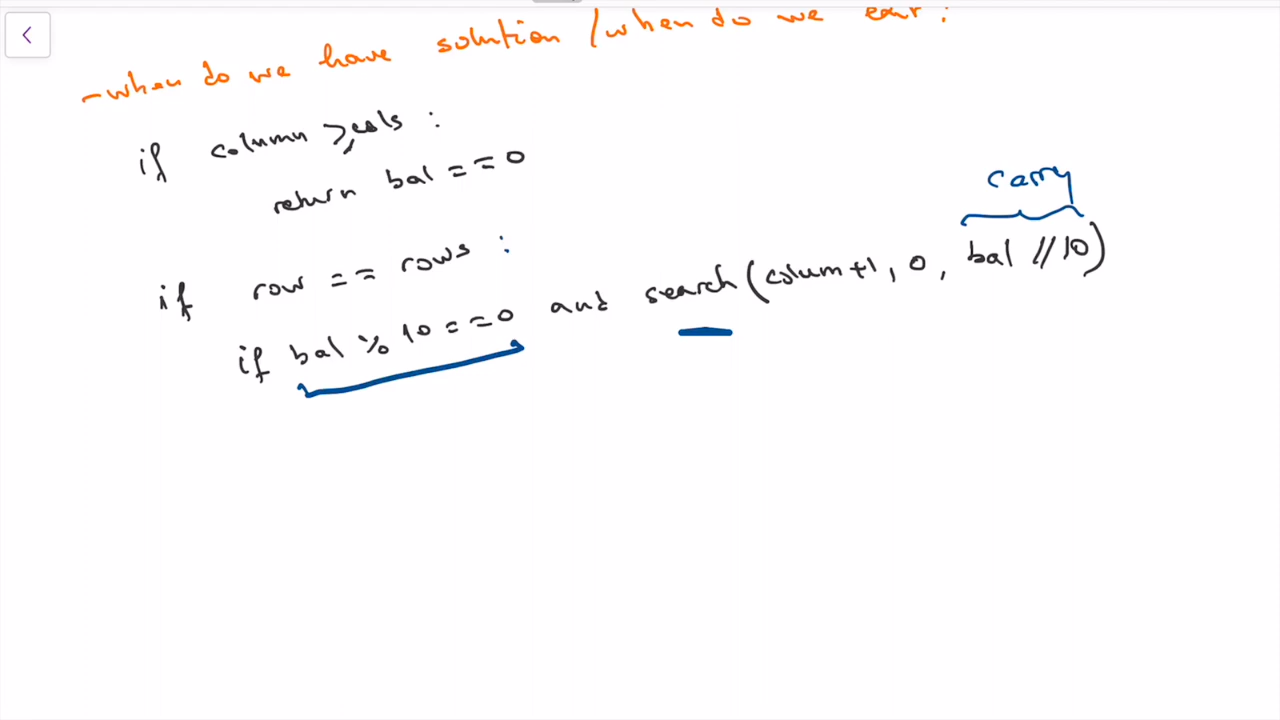 -when do we have solution / when do we exit?
if column >, cols :
return bal == 0
carry
if row == rows :
if bal % 10 == 0 and search(colum+1, 0, bal // 10)